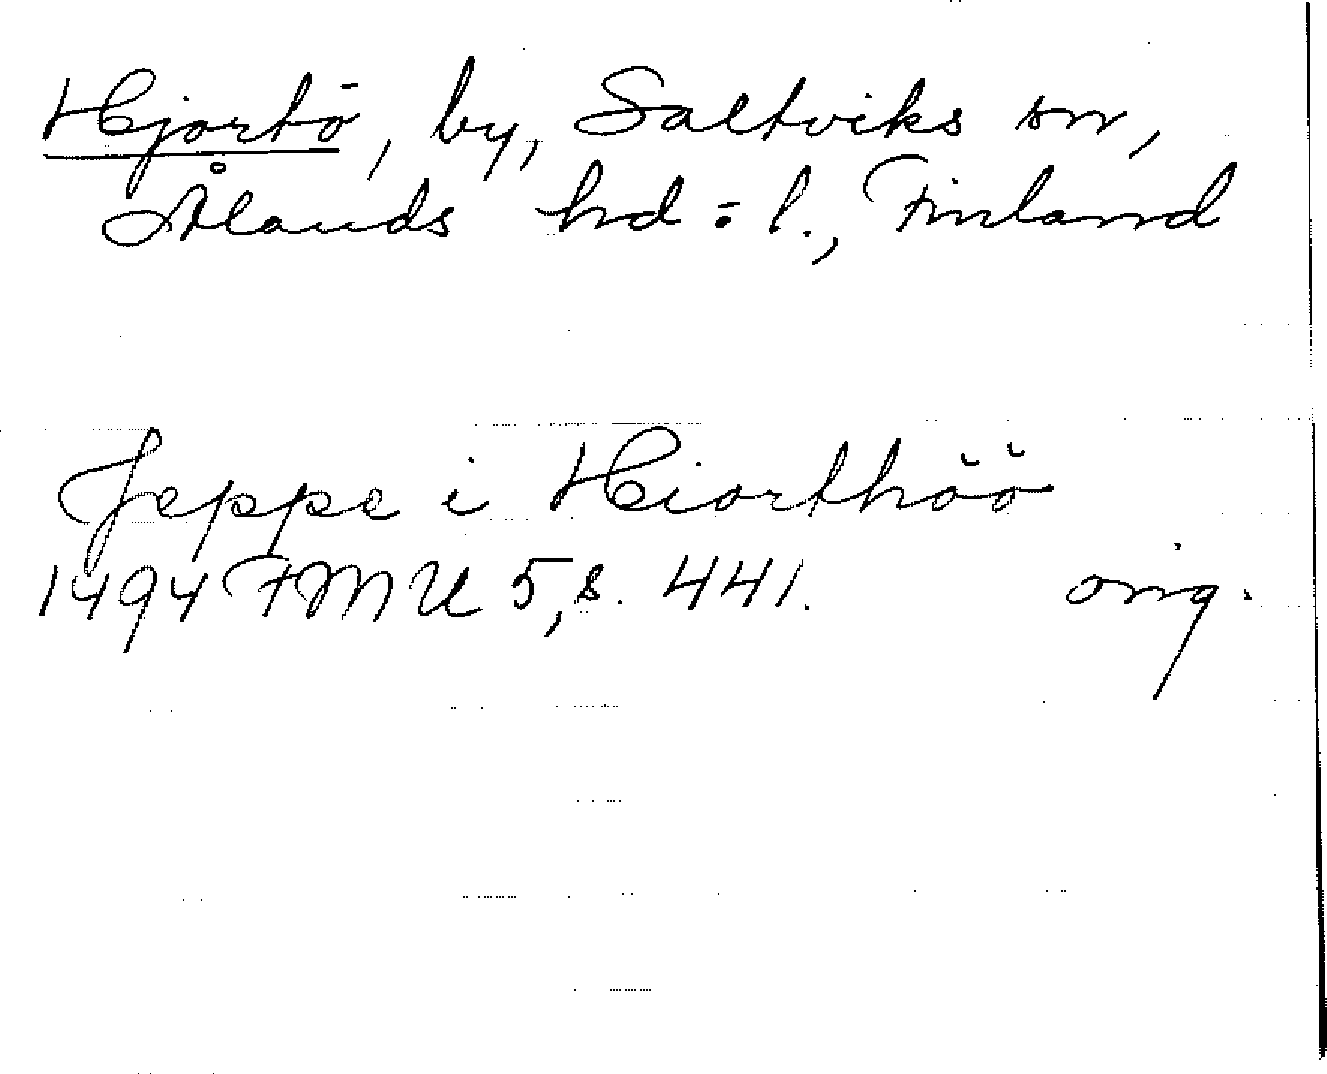 Hjortö, by, Saltviks sn,
Ålands hd = l., Finland
Jeppe i Hiorthöö
1494 FMU 5, s. 441. orig.